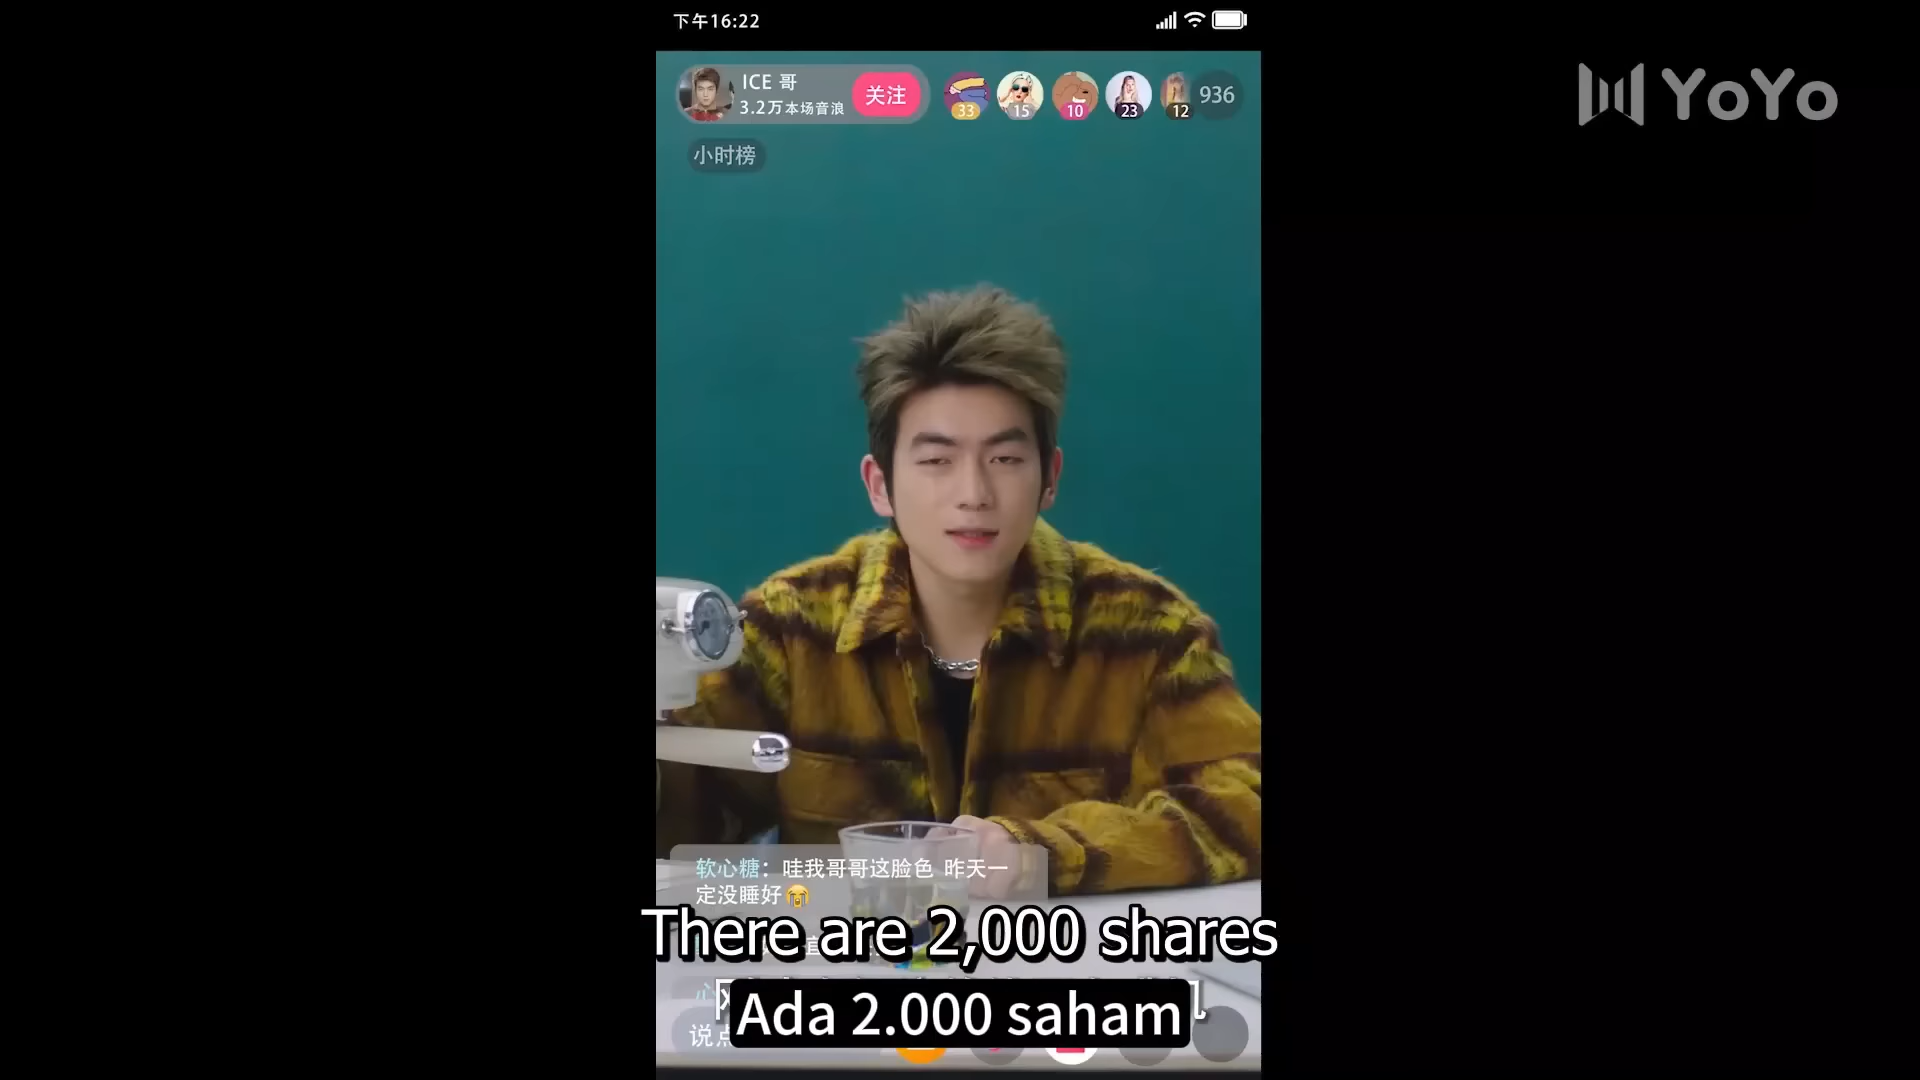 下午16:22
YoYo
ICE 哥
3.2万本场音浪
关注
33
15
10
23
12
936
小时榜
软心糖：哇我哥哥这脸色 昨天一
定没睡好😭
There are 2,000 shares
Ada 2.000 saham
说点